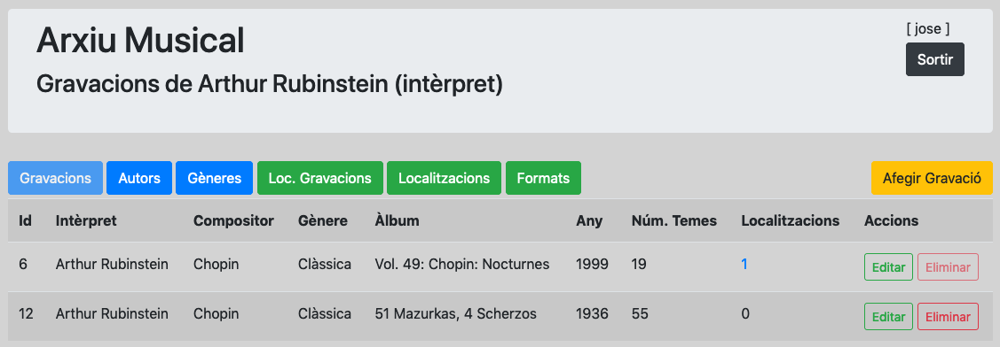 Arxiu Musical
[ jose ]
Sortir
Gravacions de Arthur Rubinstein (intèrpret)
Gravacions Autors Gèneres Loc. Gravacions Localitzacions Formats Afegir Gravació
Id Intèrpret Compositor Gènere Àlbum Any Núm. Temes Localitzacions Accions
6 Arthur Rubinstein Chopin Clàssica Vol. 49: Chopin: Nocturnes 1999 19 1 Editar Eliminar
12 Arthur Rubinstein Chopin Clàssica 51 Mazurkas, 4 Scherzos 1936 55 0 Editar Eliminar